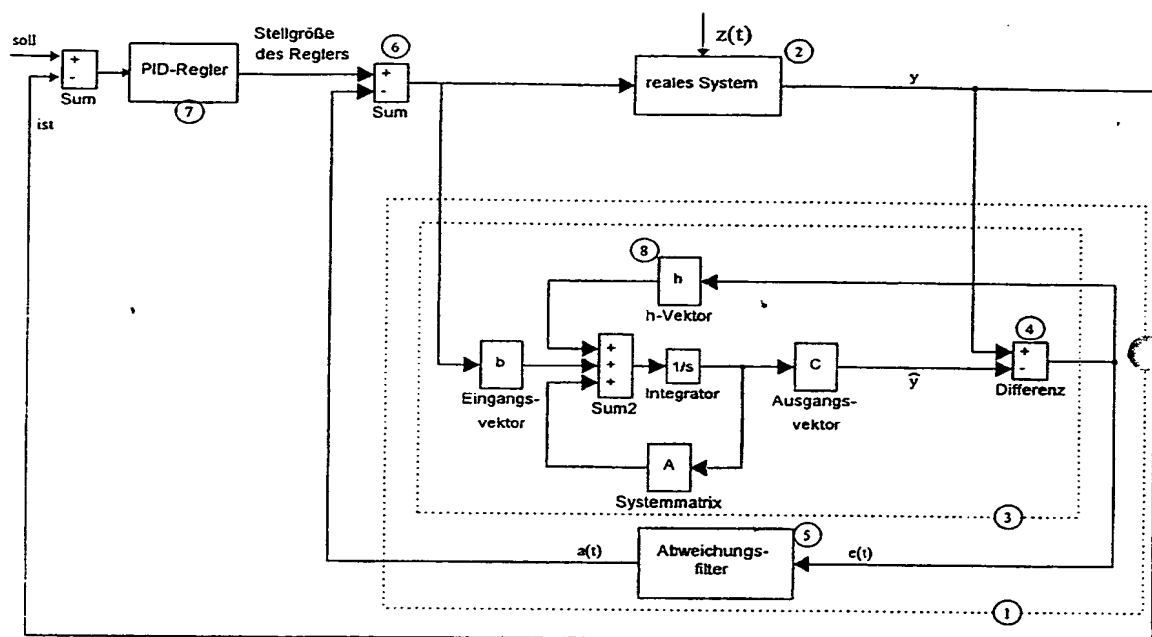 soll
+
-
Sum
ist
PID-Regler
7
Stellgröße
des Reglers
6
+
-
Sum
z(t)
2
reales System
y
8
h
h-Vektor
b
Eingangs-
vektor
+
+
+
Sum2
1/s
Integrator
C
Ausgangs-
vektor
ŷ
4
+
-
Differenz
A
Systemmatrix
3
a(t)
5
Abweichungs-
filter
e(t)
1